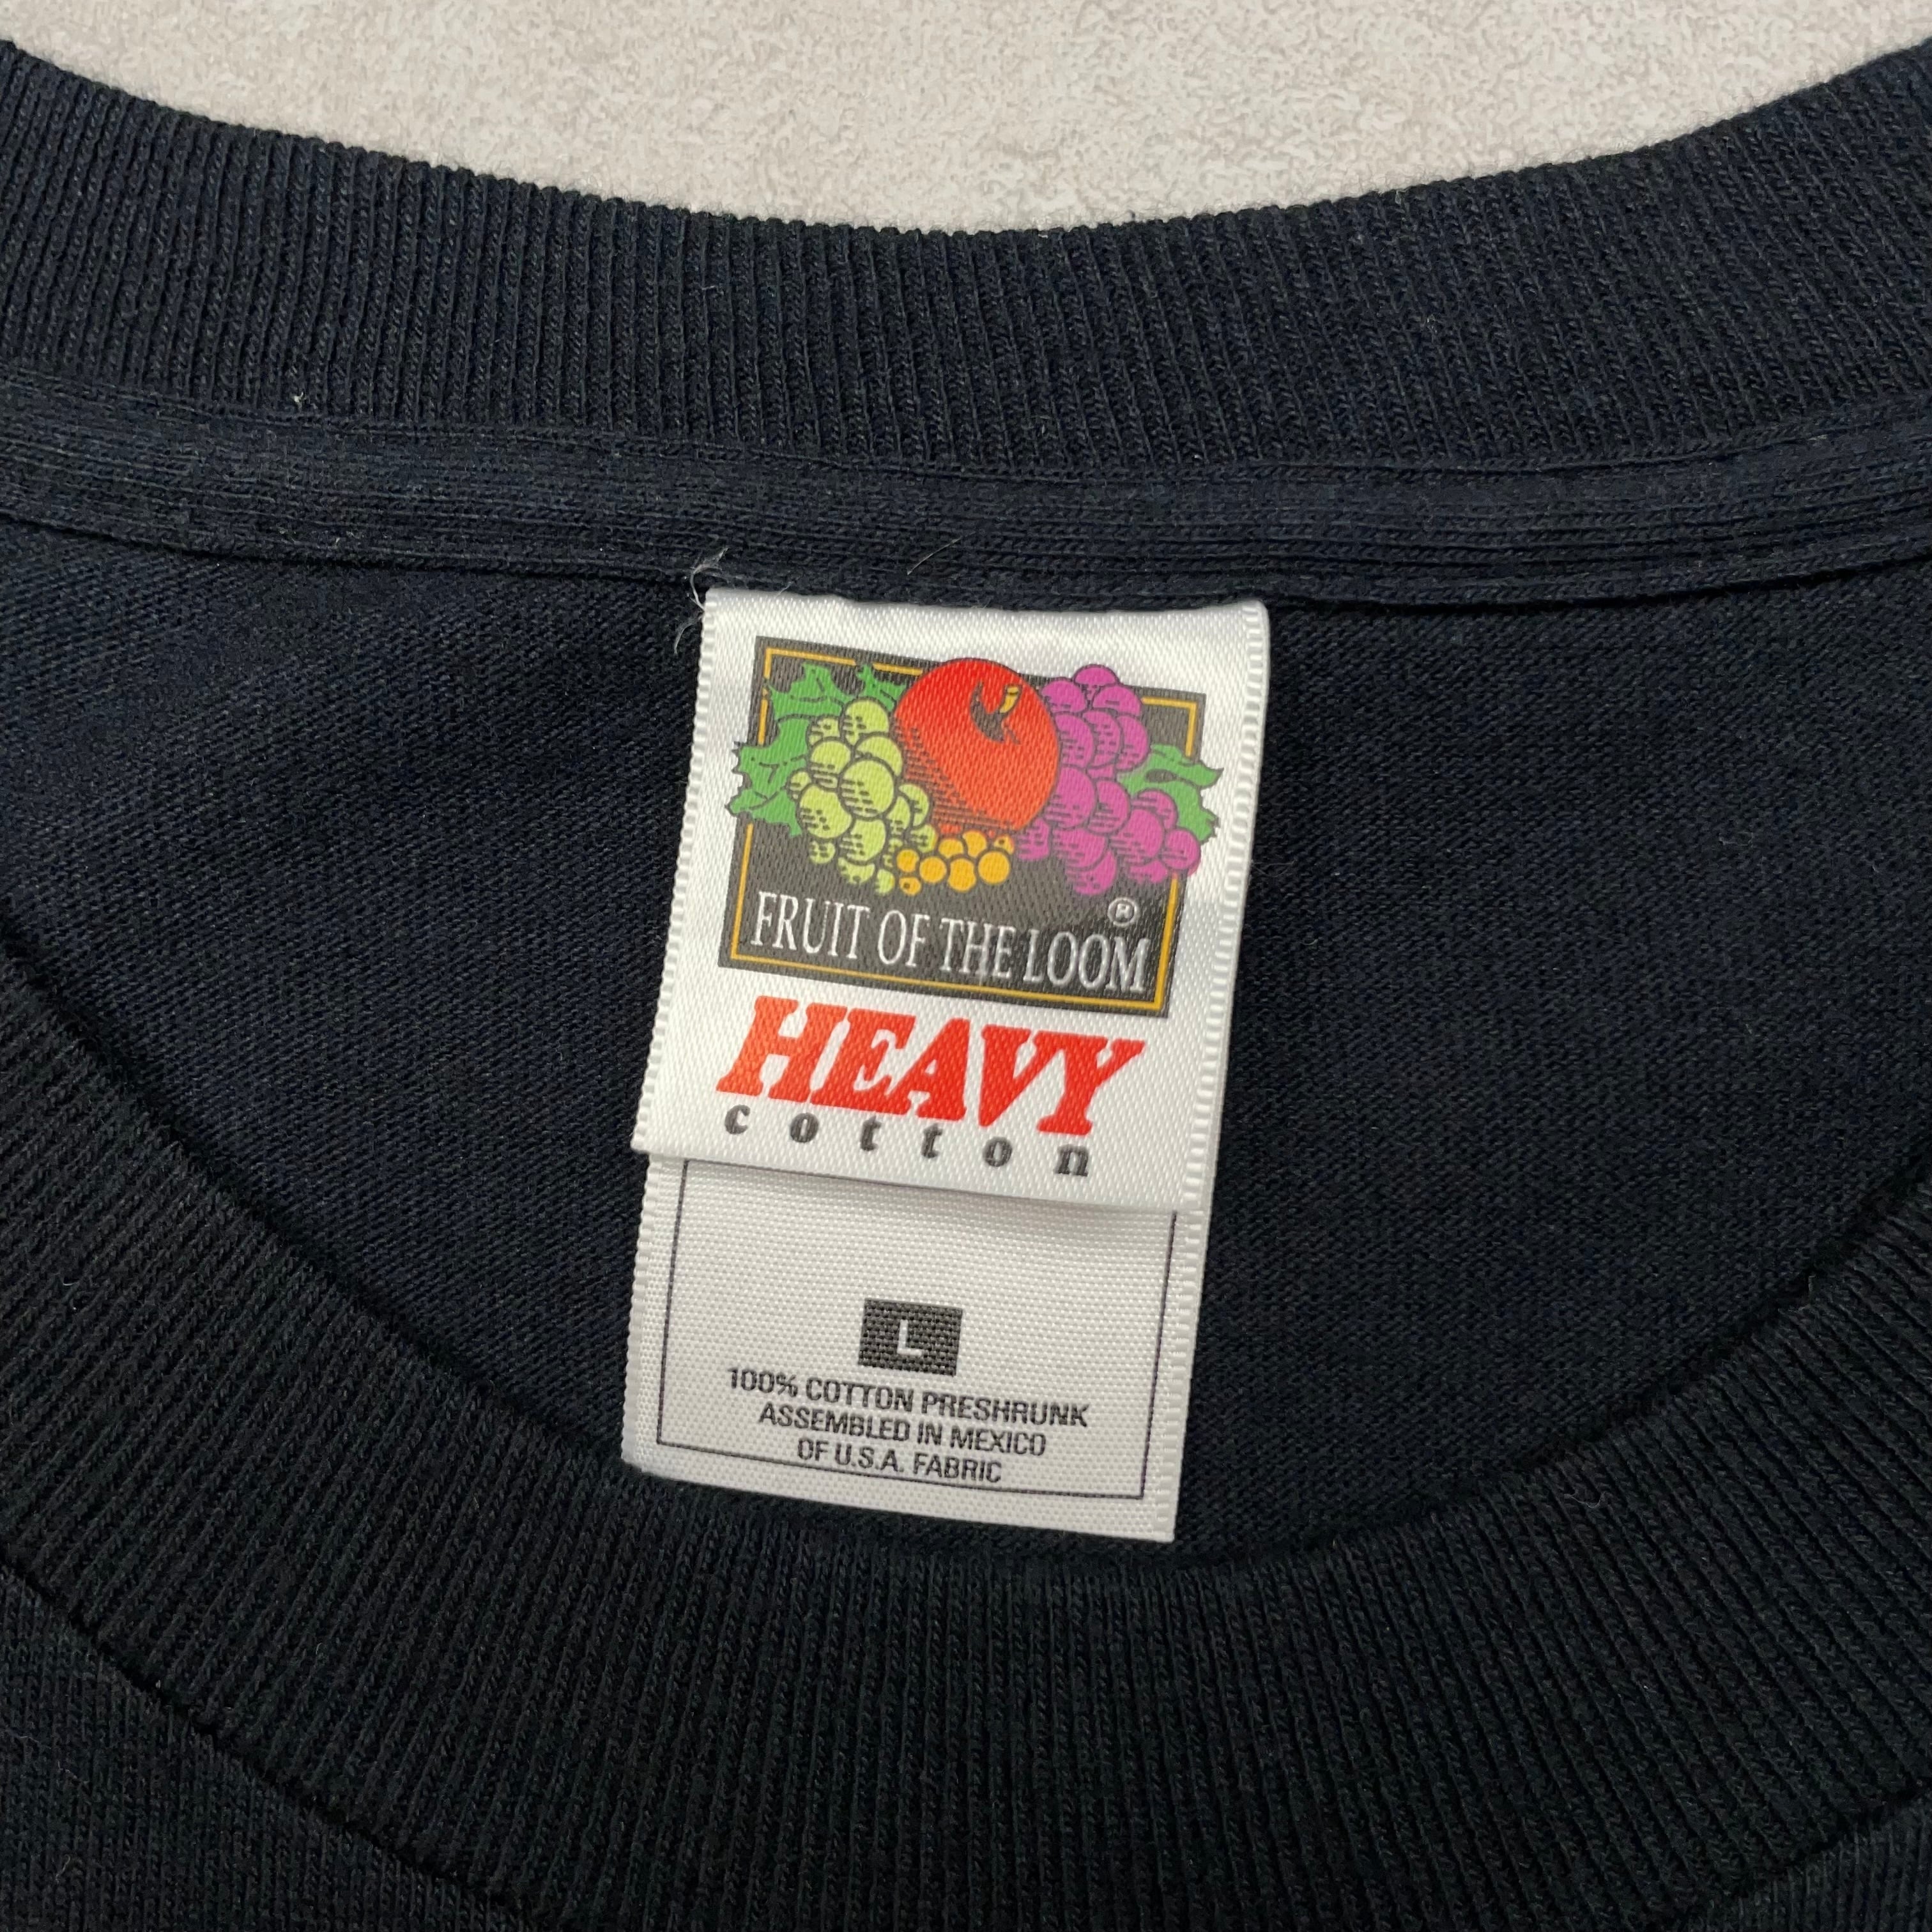 FRUIT OF THE LOOM®
HEAVY
cotton
L
100% COTTON PRESHRUNK
ASSEMBLED IN MEXICO
OF U.S.A. FABRIC